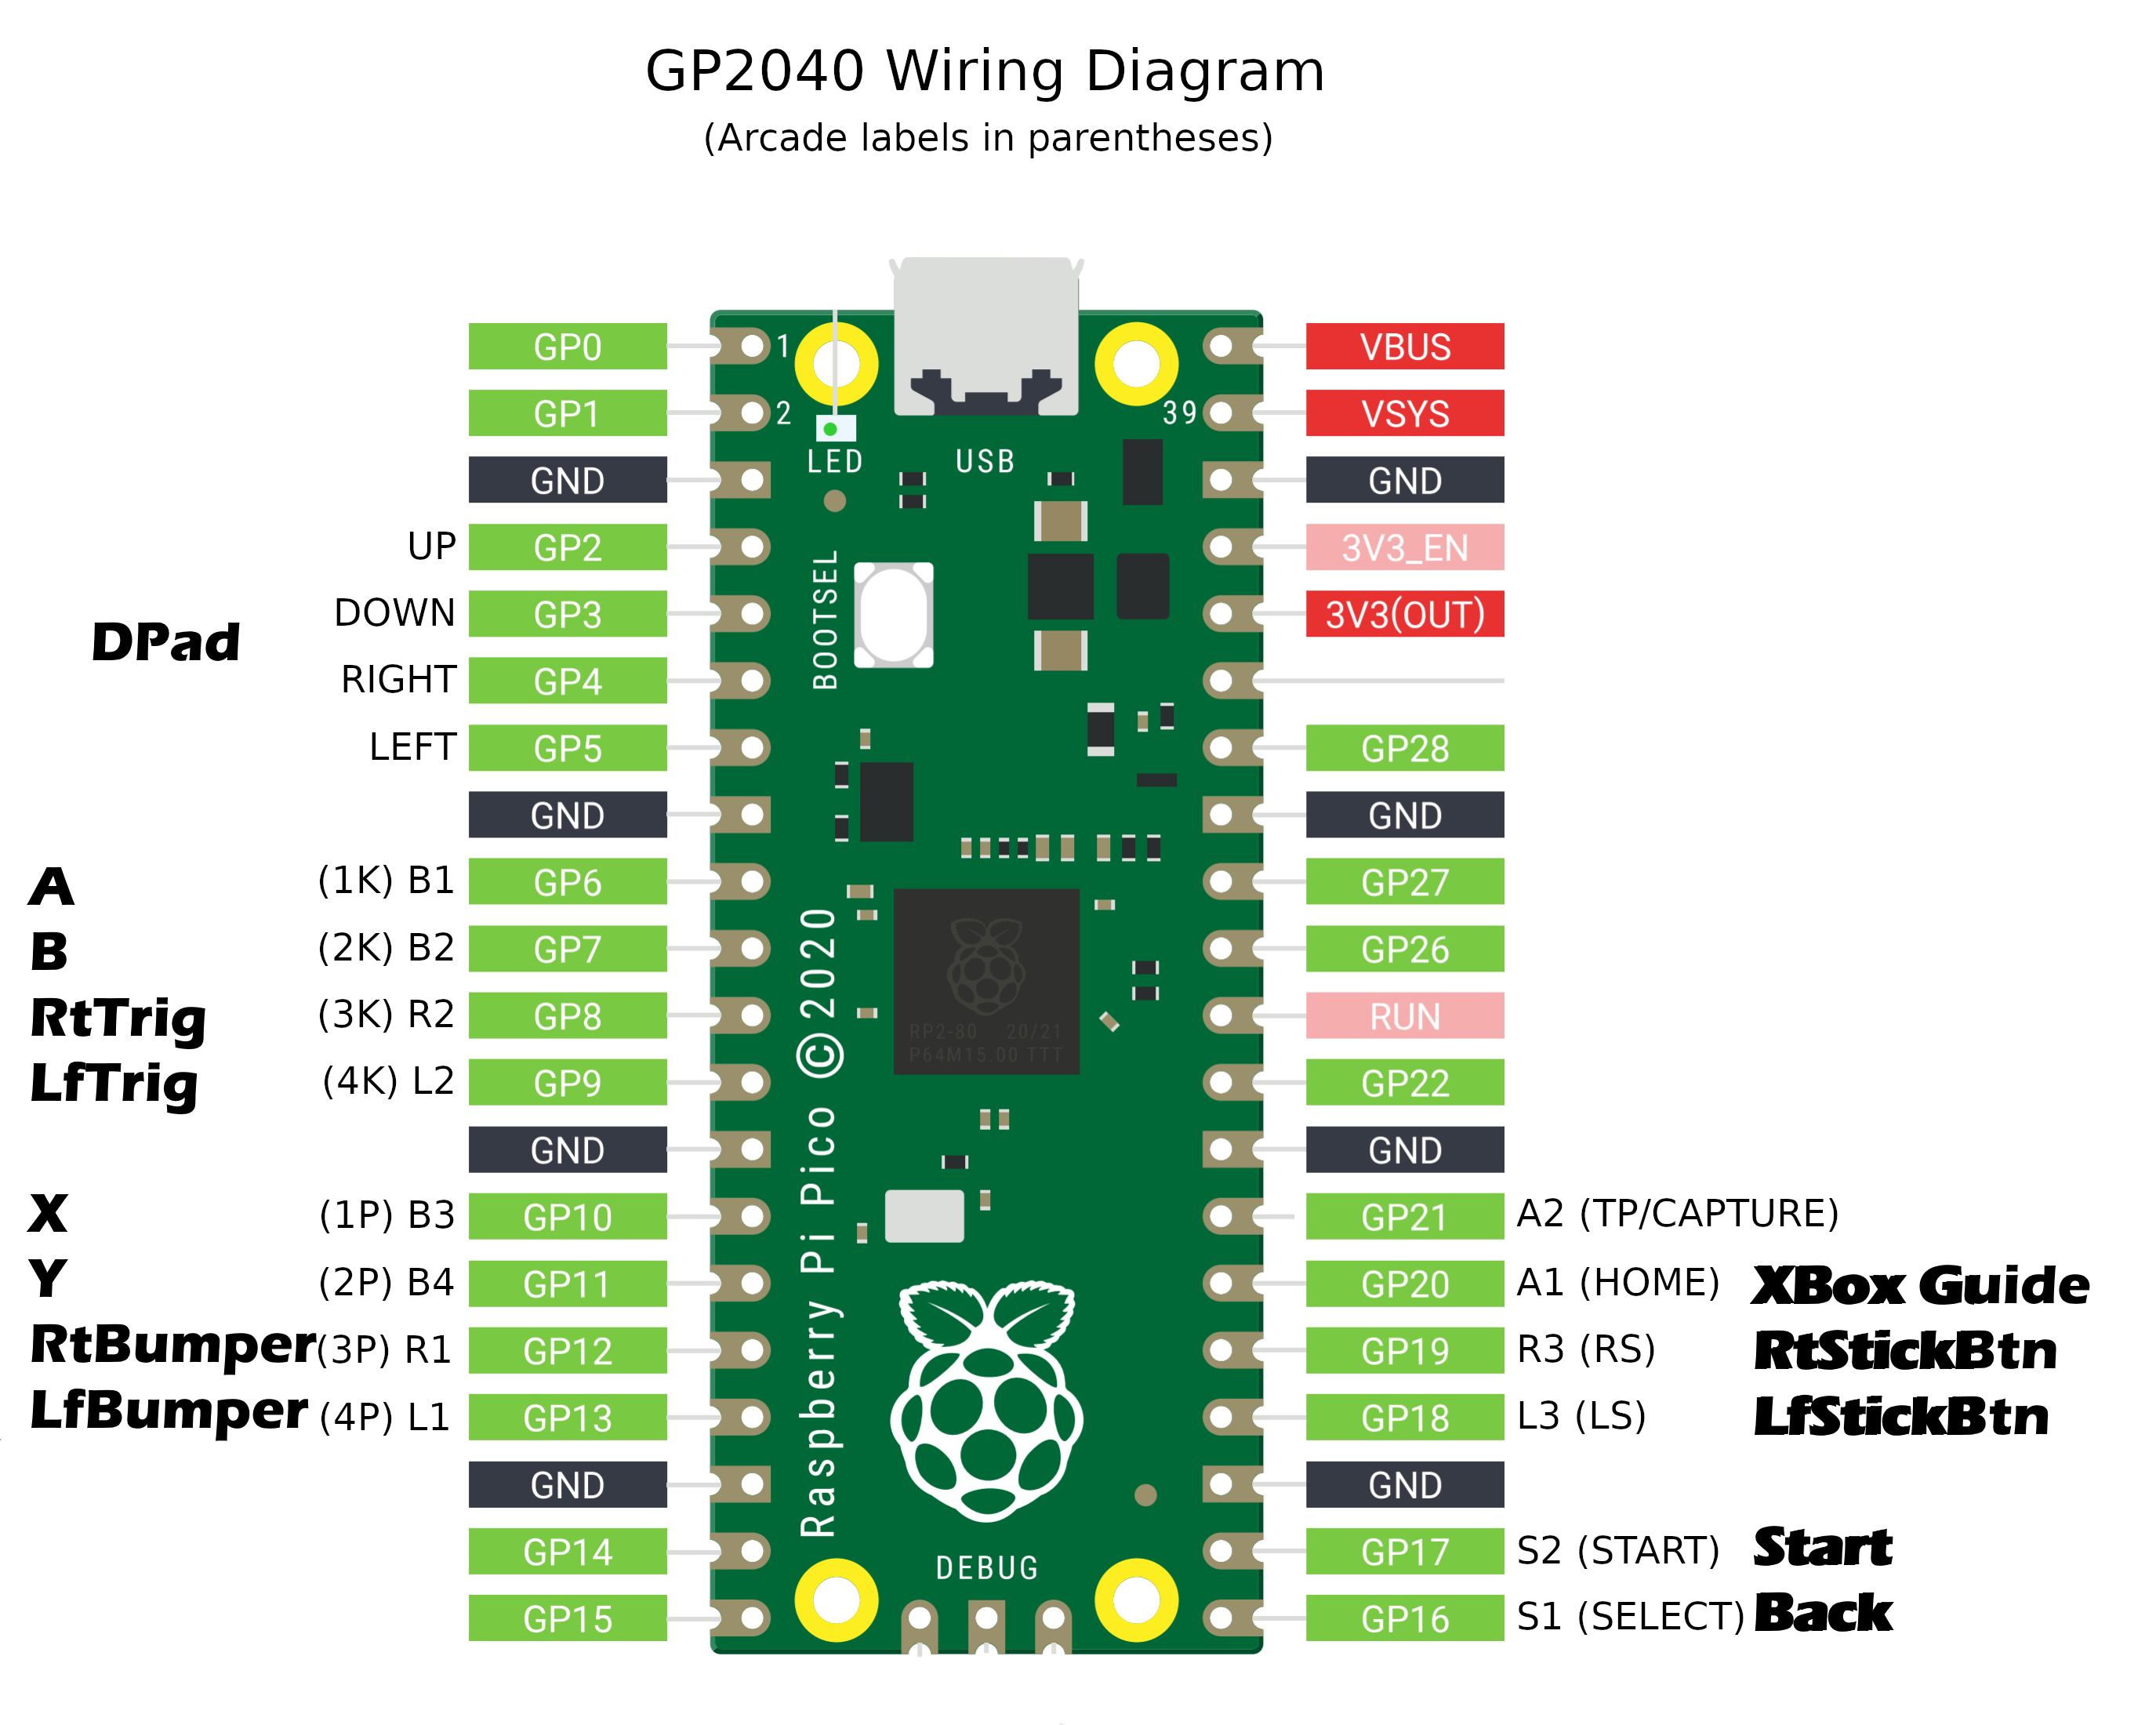 GP2040 Wiring Diagram
(Arcade labels in parentheses)
GP0 1 VBUS
GP1 2 39 VSYS
GND LED USB GND
UP GP2 3V3_EN
DPad DOWN GP3 BOOTSEL 3V3(OUT)
RIGHT GP4
LEFT GP5 GP28
GND GND
A (1K) B1 GP6 GP27
B (2K) B2 GP7 GP26
RtTrig (3K) R2 GP8 RUN
RP2-80 20/21
P64M15.00 TTT
LfTrig (4K) L2 GP9 GP22
GND GND
Raspberry Pi Pico ©2020
X (1P) B3 GP10 GP21 A2 (TP/CAPTURE)
Y (2P) B4 GP11 GP20 A1 (HOME) XBox Guide
RtBumper (3P) R1 GP12 GP19 R3 (RS) RtStickBtn
LfBumper (4P) L1 GP13 GP18 L3 (LS) LfStickBtn
GND GND
GP14 DEBUG GP17 S2 (START) Start
GP15 GP16 S1 (SELECT) Back